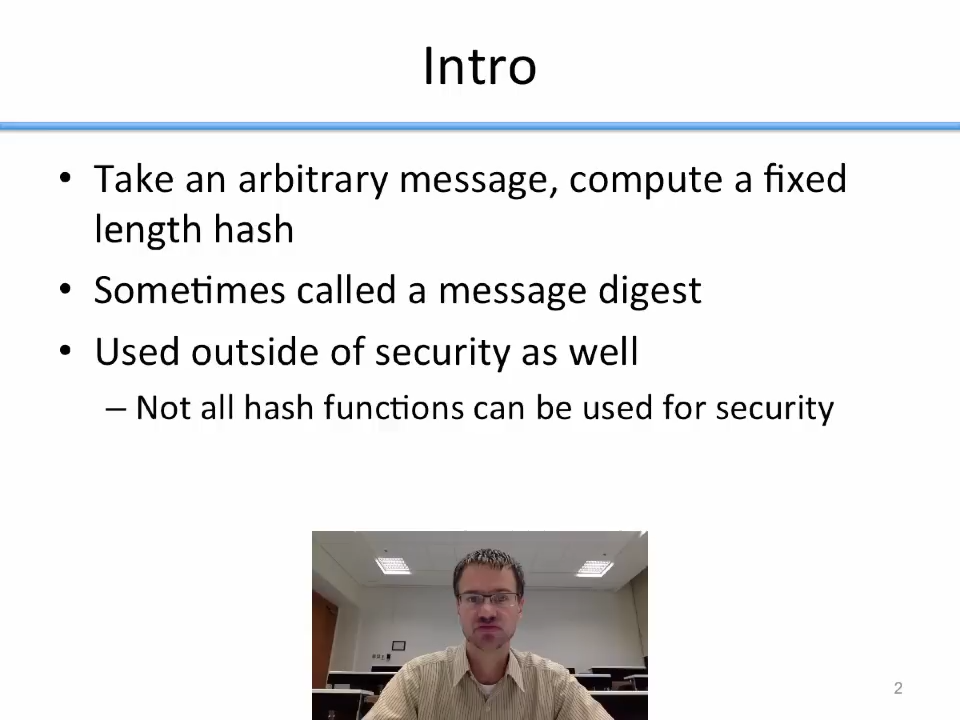 Intro
• Take an arbitrary message, compute a fixed
length hash
• Sometimes called a message digest
• Used outside of security as well
– Not all hash functions can be used for security
2